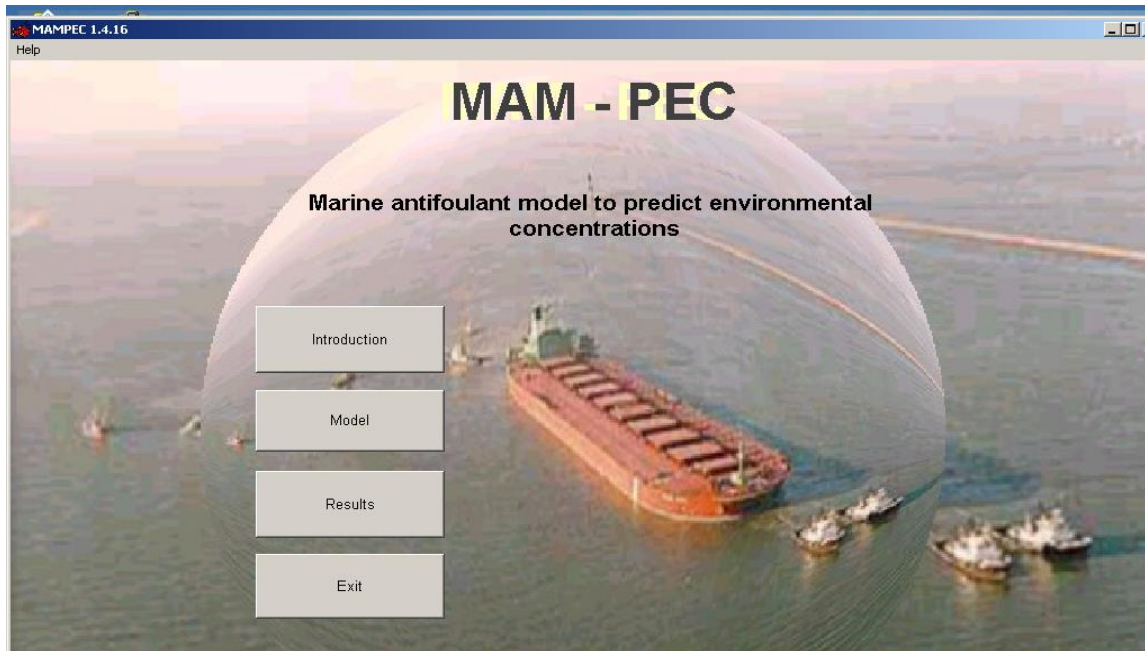 MAMPEC 1.4.16
Help
MAM - PEC
Marine antifoulant model to predict environmental
concentrations
Introduction
Model
Results
Exit